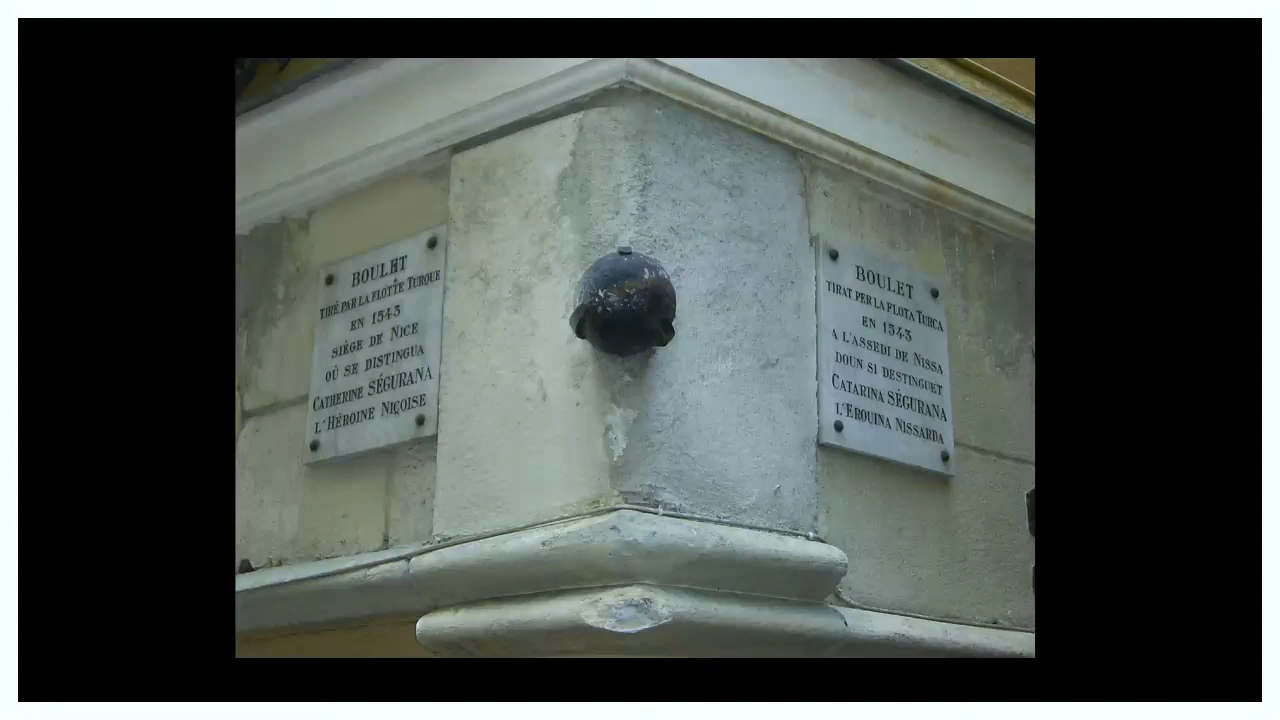 BOULET
TIRÉ PAR LA FLOTTE TURQUE
EN 1543
SIÈGE DE NICE
OÙ SE DISTINGUA
CATHERINE SÉGURANA
L'HÉROINE NIÇOISE
BOULET
TIRAT PER LA FLOTA TURCA
EN 1543
A L'ASSEDI DE NISSA
DOUN SI DESTINGUET
CATARINA SÉGURANA
L'EROUINA NISSARDA